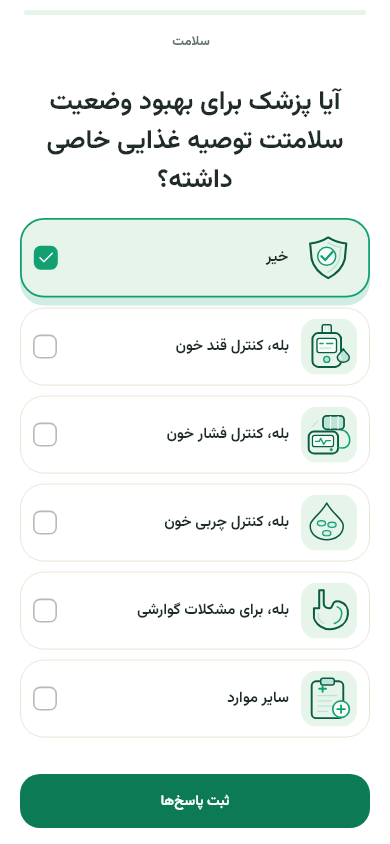 سلامت
آیا پزشک برای بهبود وضعیت
سلامتت توصیه غذایی خاصی
داشته؟
خیر
بله، کنترل قند خون
بله، کنترل فشار خون
بله، کنترل چربی خون
بله، برای مشکلات گوارشی
سایر موارد
ثبت پاسخ‌ها